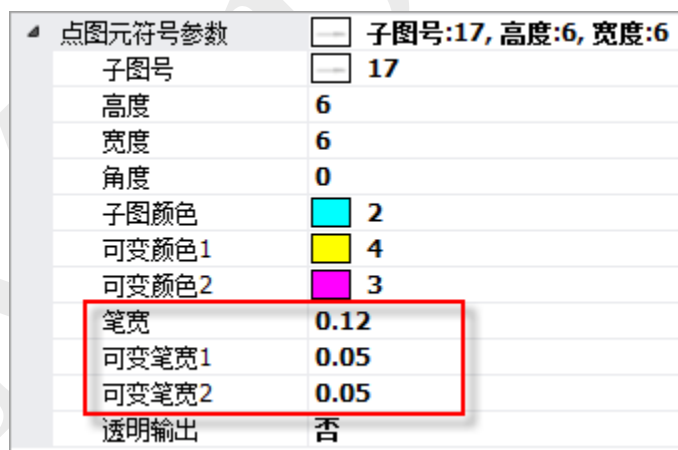 点图元符号参数 子图号:17, 高度:6, 宽度:6
子图号 17
高度 6
宽度 6
角度 0
子图颜色 2
可变颜色1 4
可变颜色2 3
笔宽 0.12
可变笔宽1 0.05
可变笔宽2 0.05
透明输出 否